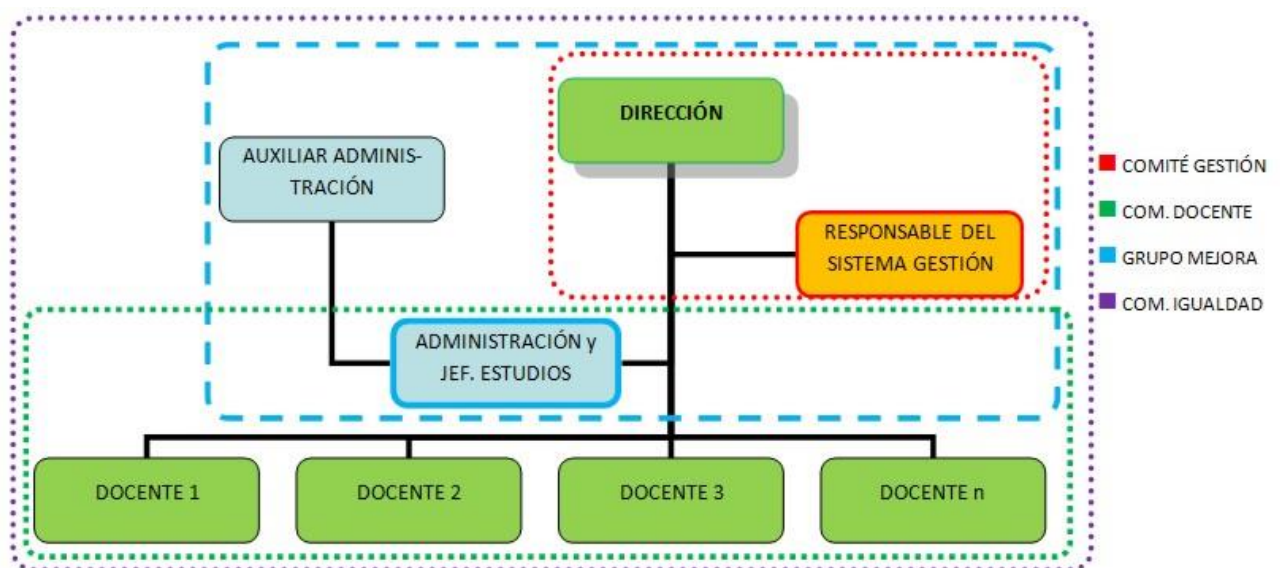 DIRECCIÓN
AUXILIAR ADMINIS-
TRACIÓN
RESPONSABLE DEL
SISTEMA GESTIÓN
ADMINISTRACIÓN y
JEF. ESTUDIOS
DOCENTE 1
DOCENTE 2
DOCENTE 3
DOCENTE n
COMITÉ GESTIÓN
COM. DOCENTE
GRUPO MEJORA
COM. IGUALDAD